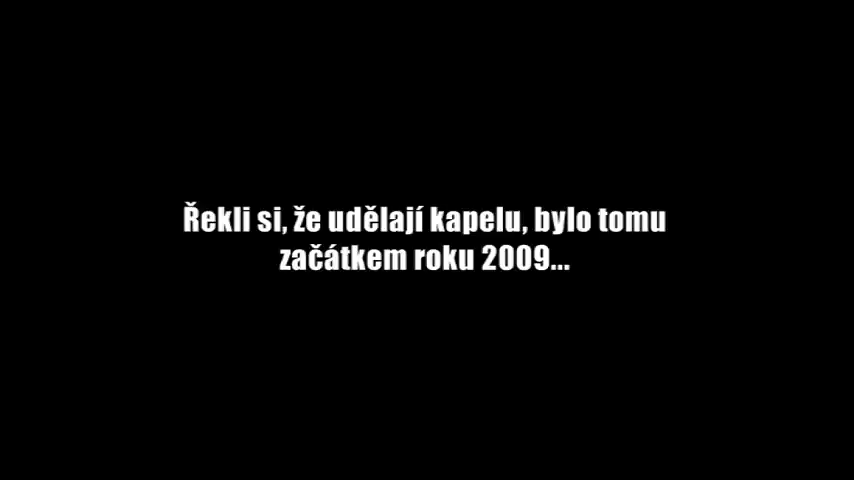 Řekli si, že udělají kapelu, bylo tomu
začátkem roku 2009...